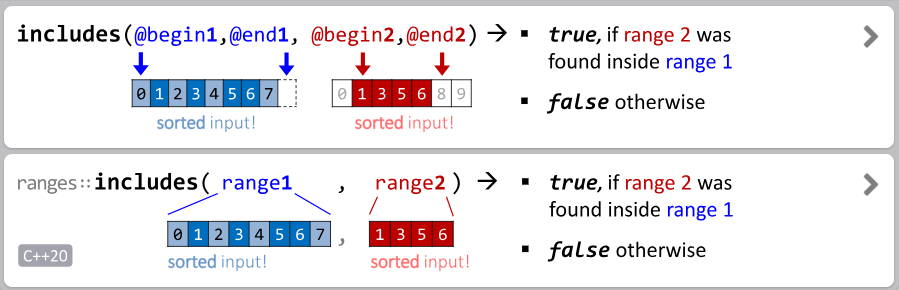 includes(@begin1,@end1, @begin2,@end2) → ▪ true, if range 2 was
found inside range 1
0 1 2 3 4 5 6 7 0 1 3 5 6 8 9
▪ false otherwise
sorted input! sorted input!
ranges::includes( range1 , range2 ) → ▪ true, if range 2 was
found inside range 1
0 1 2 3 4 5 6 7 , 1 3 5 6
▪ false otherwise
C++20
sorted input! sorted input!